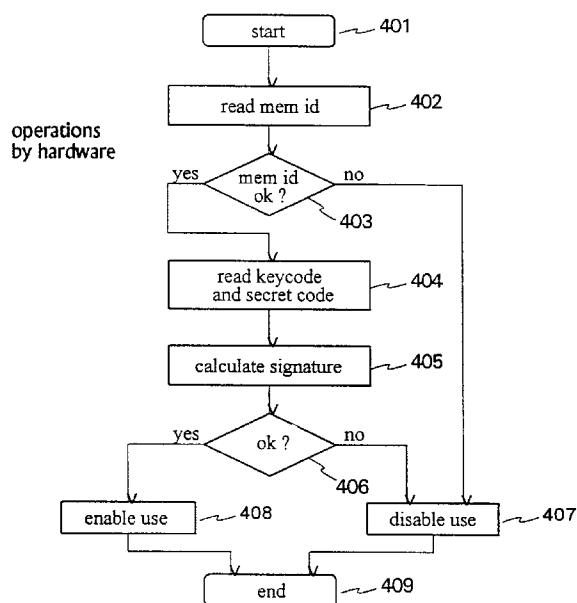 start
401
read mem id
402
operations
by hardware
yes
mem id
ok ?
no
403
read keycode
and secret code
404
calculate signature
405
yes
ok ?
no
406
enable use
408
disable use
407
end
409